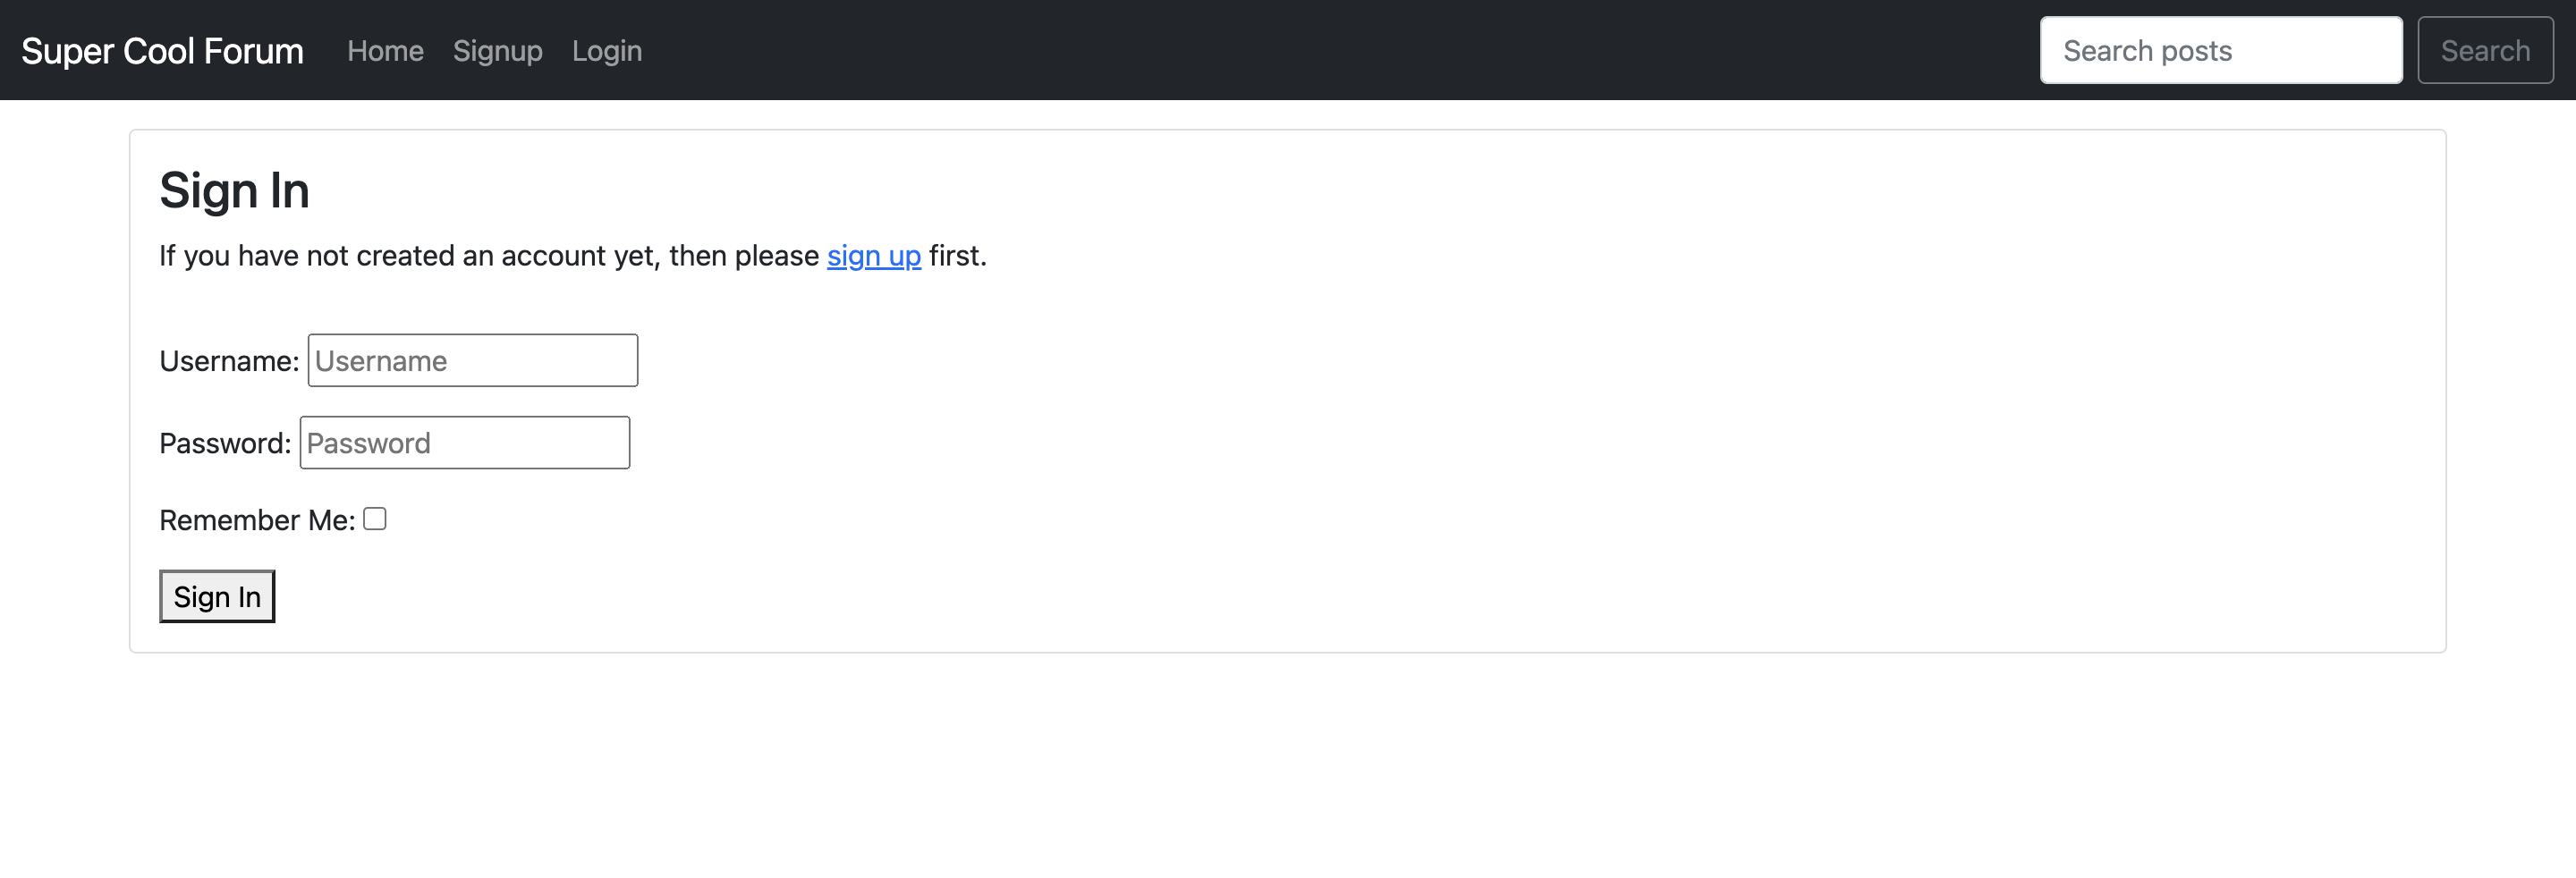 Super Cool Forum Home Signup Login Search posts Search
Sign In
If you have not created an account yet, then please sign up first.
Username: Username
Password: Password
Remember Me:
Sign In